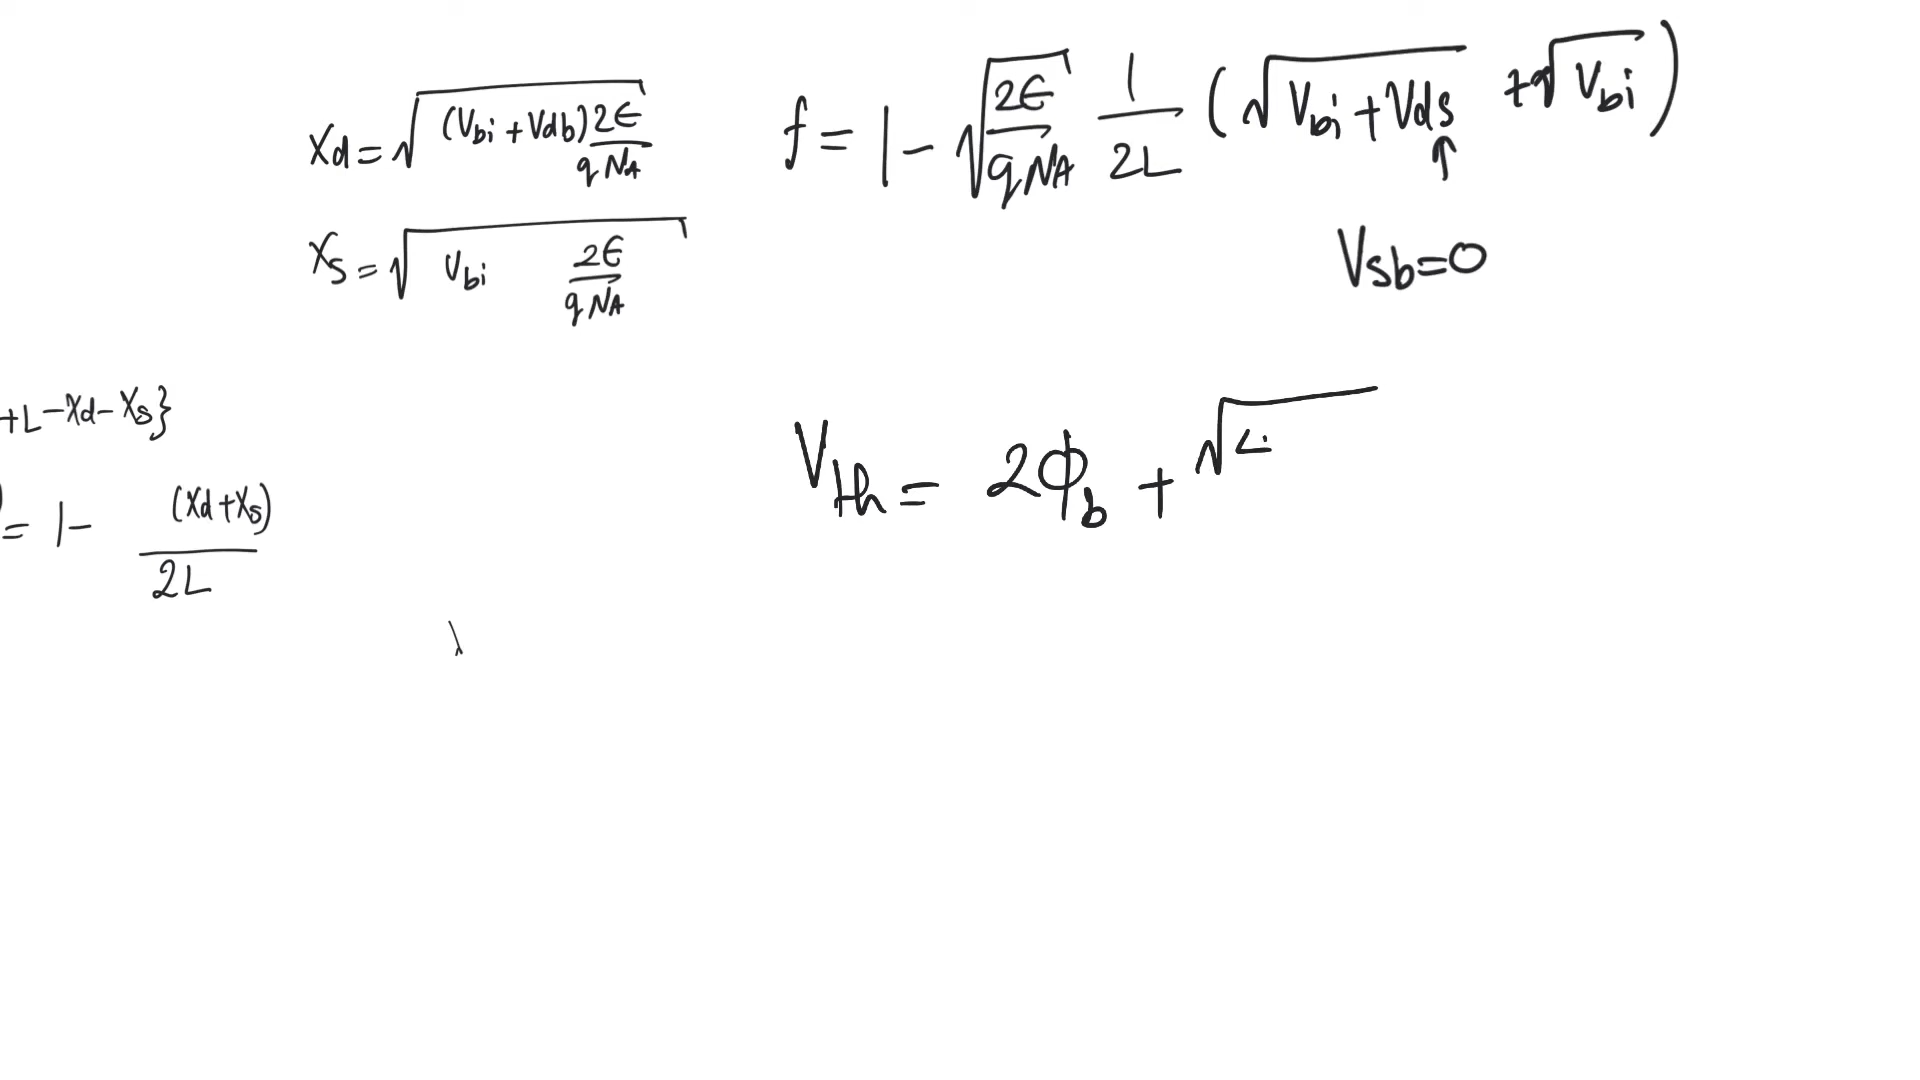 Xd = √((Vbi + Vdb) 2ϵ/qNA)
Xs = √(Vbi 2ϵ/qNA)
+L - Xd - Xs}
= 1 - (Xd + Xs)/2L
f = 1 - √(2ϵ/qNA) 1/2L (√(Vbi + Vds) + √Vbi)
↑
Vsb = 0
Vth = 2ϕb + √